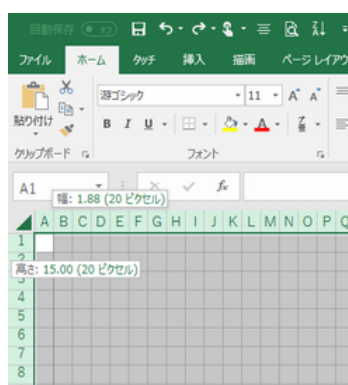 自動保存 オフ
ファイル ホーム タッチ 挿入 描画 ページ レイアウ
貼り付け
游ゴシック 11 A A
B I U A
クリップボード フォント
A1 fx
幅: 1.88 (20 ピクセル)
A B C D E F G H I J K L M N O P Q
1
2
高さ: 15.00 (20 ピクセル)
4
5
6
7
8